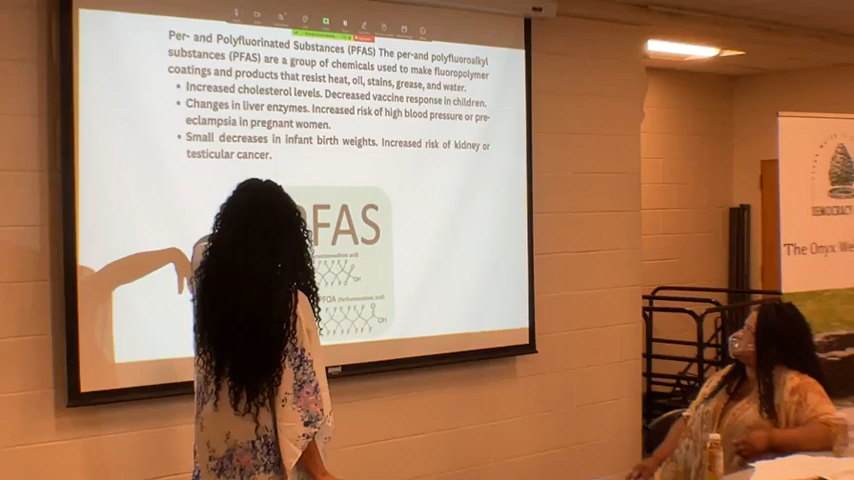 Per- and Polyfluorinated Substances (PFAS) The per-and polyfluoroalkyl
substances (PFAS) are a group of chemicals used to make fluoropolymer
coatings and products that resist heat, oil, stains, grease, and water.
• Increased cholesterol levels. Decreased vaccine response in children.
• Changes in liver enzymes. Increased risk of high blood pressure or pre-
eclampsia in pregnant women.
• Small decreases in infant birth weights. Increased risk of kidney or
testicular cancer.
FAS
PFOA
OH
DEMOCRACY
The Onyx We